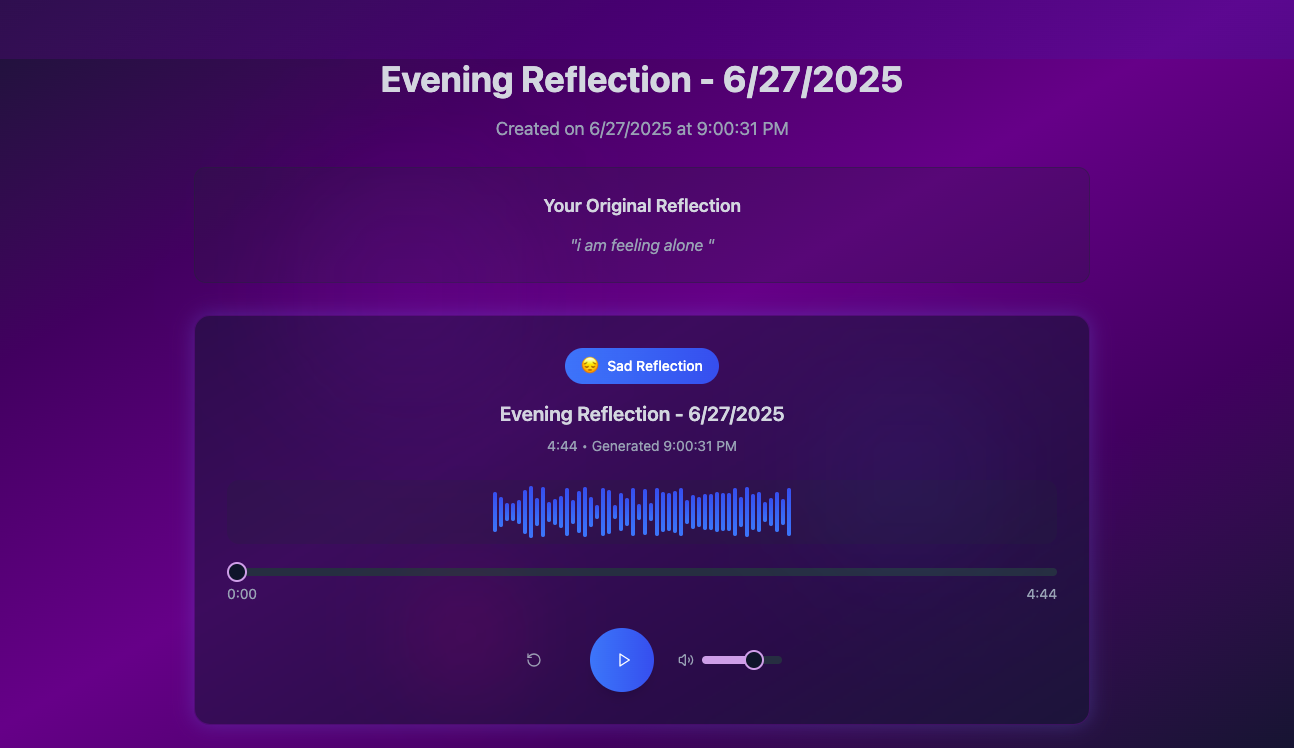 Evening Reflection - 6/27/2025
Created on 6/27/2025 at 9:00:31 PM
Your Original Reflection
"i am feeling alone "
😔 Sad Reflection
Evening Reflection - 6/27/2025
4:44 • Generated 9:00:31 PM
0:00 4:44